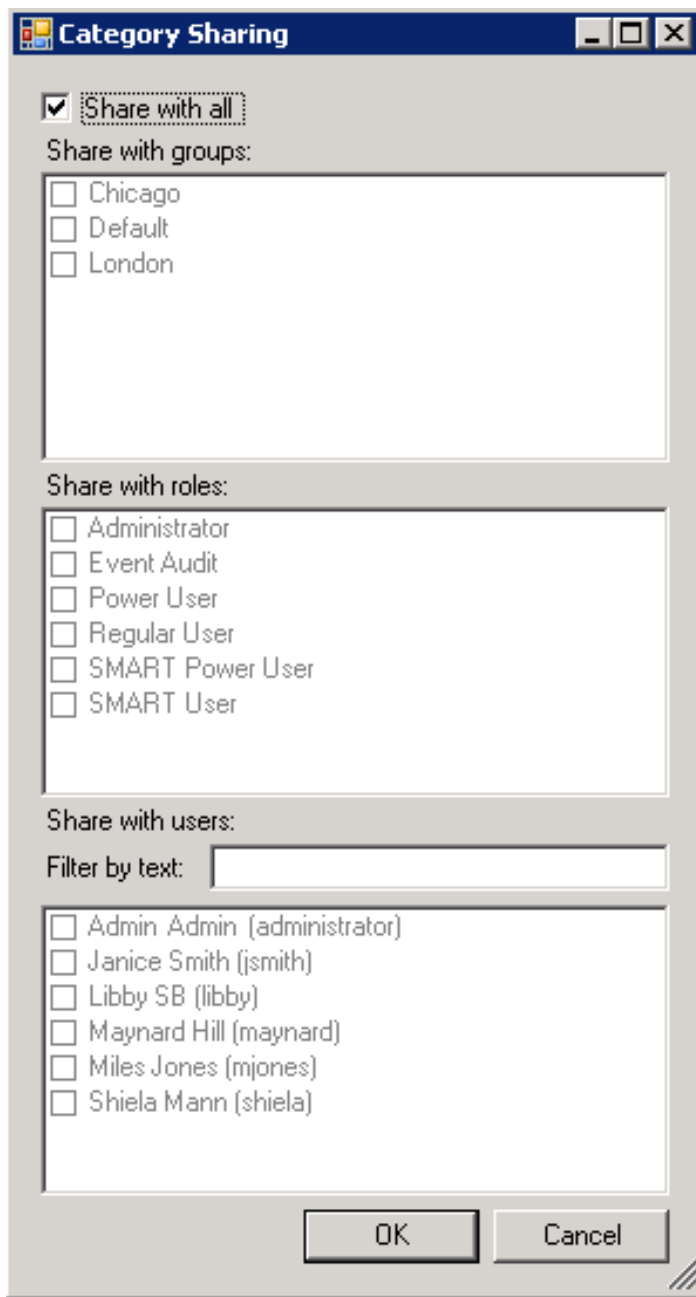 Category Sharing
Share with all
Share with groups:
Chicago
Default
London
Share with roles:
Administrator
Event Audit
Power User
Regular User
SMART Power User
SMART User
Share with users:
Filter by text:
Admin Admin (administrator)
Janice Smith (jsmith)
Libby SB (libby)
Maynard Hill (maynard)
Miles Jones (mjones)
Shiela Mann (shiela)
OK Cancel